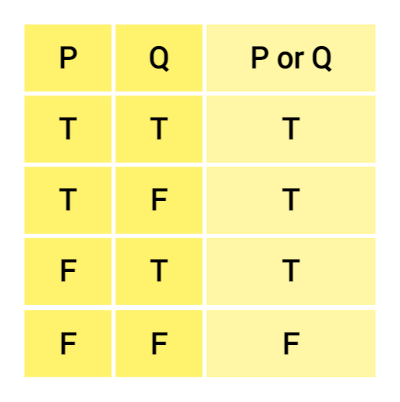 P Q P or Q
T T T
T F T
F T T
F F F